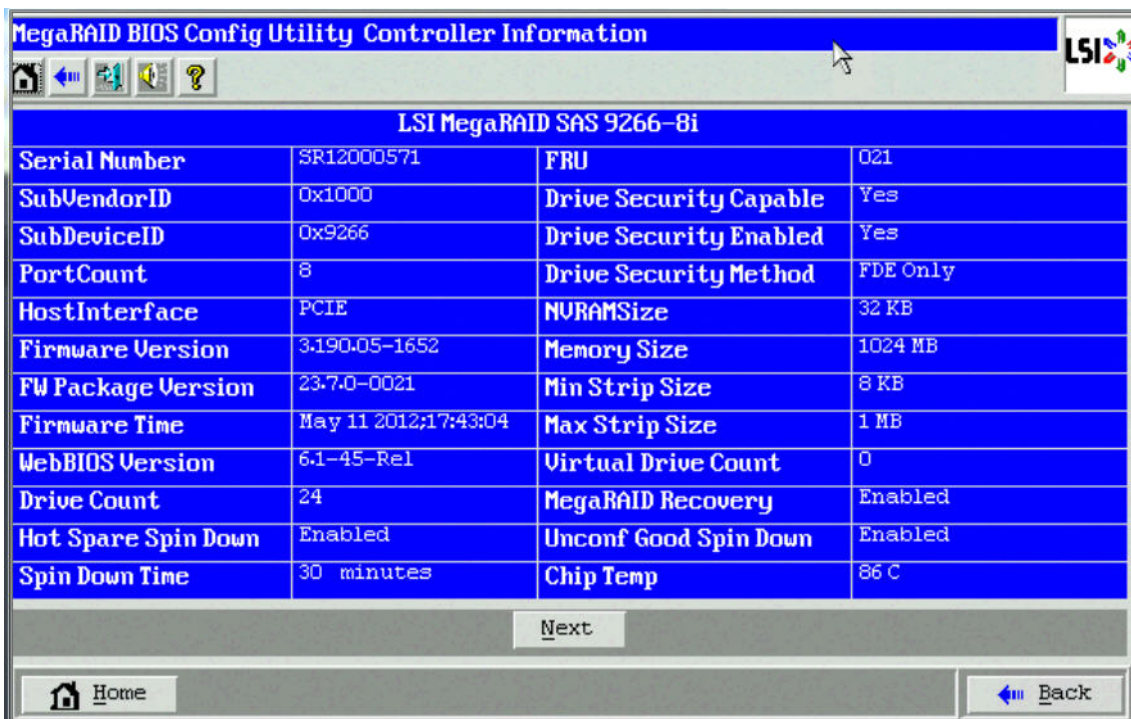 MegaRAID BIOS Config Utility Controller Information
LSI
LSI MegaRAID SAS 9266-8i
Serial Number SR12000571 FRU 021
SubVendorID 0x1000 Drive Security Capable Yes
SubDeviceID 0x9266 Drive Security Enabled Yes
PortCount 8 Drive Security Method FDE Only
HostInterface PCIE NVRAMSize 32 KB
Firmware Version 3.190.05-1652 Memory Size 1024 MB
FW Package Version 23.7.0-0021 Min Strip Size 8 KB
Firmware Time May 11 2012;17:43:04 Max Strip Size 1 MB
WebBIOS Version 6.1-45-Rel Virtual Drive Count 0
Drive Count 24 MegaRAID Recovery Enabled
Hot Spare Spin Down Enabled Unconf Good Spin Down Enabled
Spin Down Time 30 minutes Chip Temp 86 C
Next
Home Back